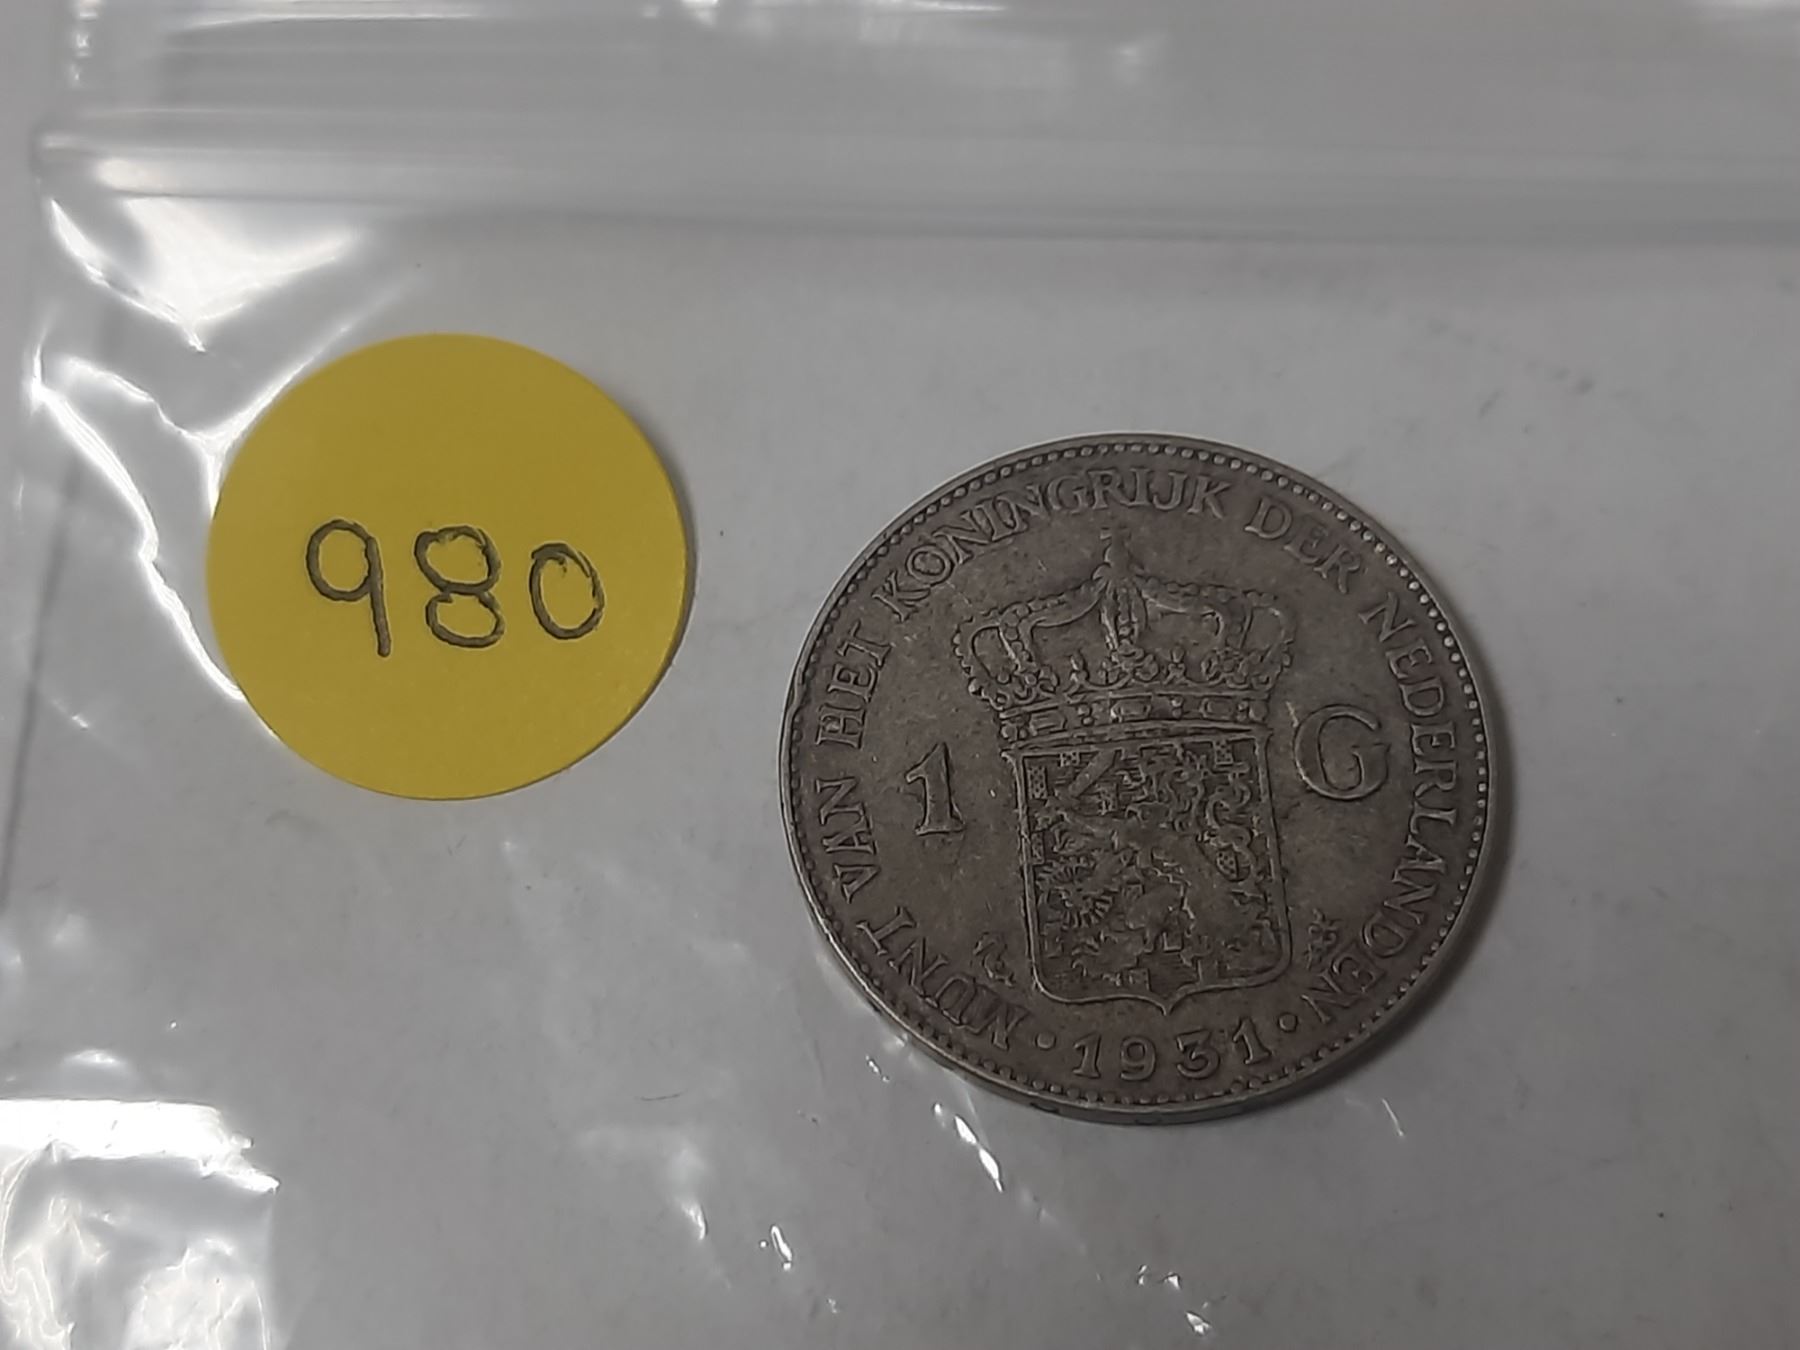 980
MUNT VAN HET KONINGRIJK DER NEDERLANDEN
1 G
· 1931 ·